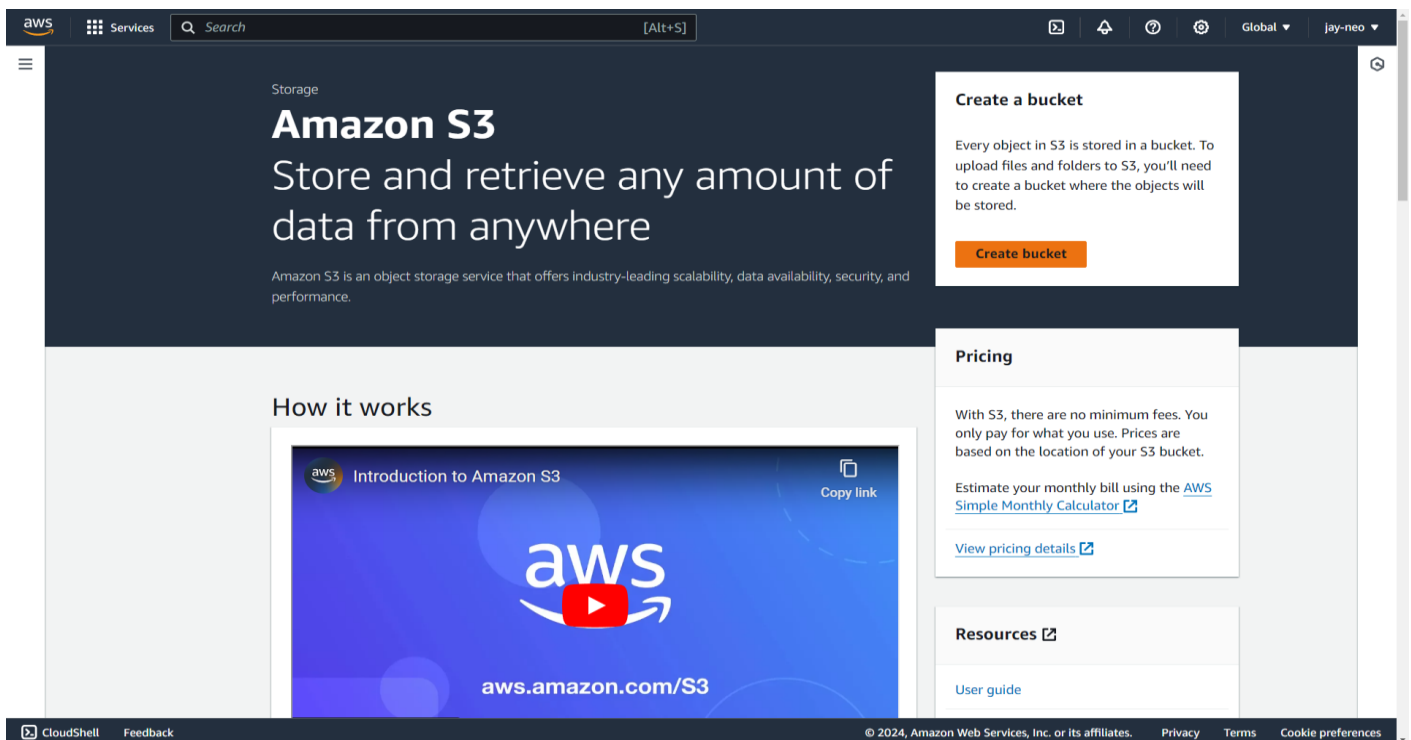 aws
Services
Search
[Alt+S]
Global
jay-neo
Storage
Amazon S3
Store and retrieve any amount of
data from anywhere
Amazon S3 is an object storage service that offers industry-leading scalability, data availability, security, and
performance.
Create a bucket
Every object in S3 is stored in a bucket. To
upload files and folders to S3, you'll need
to create a bucket where the objects will
be stored.
Create bucket
How it works
aws
Introduction to Amazon S3
Copy link
aws
aws.amazon.com/S3
Pricing
With S3, there are no minimum fees. You
only pay for what you use. Prices are
based on the location of your S3 bucket.
Estimate your monthly bill using the AWS
Simple Monthly Calculator
View pricing details
Resources
User guide
CloudShell
Feedback
© 2024, Amazon Web Services, Inc. or its affiliates.
Privacy
Terms
Cookie preferences